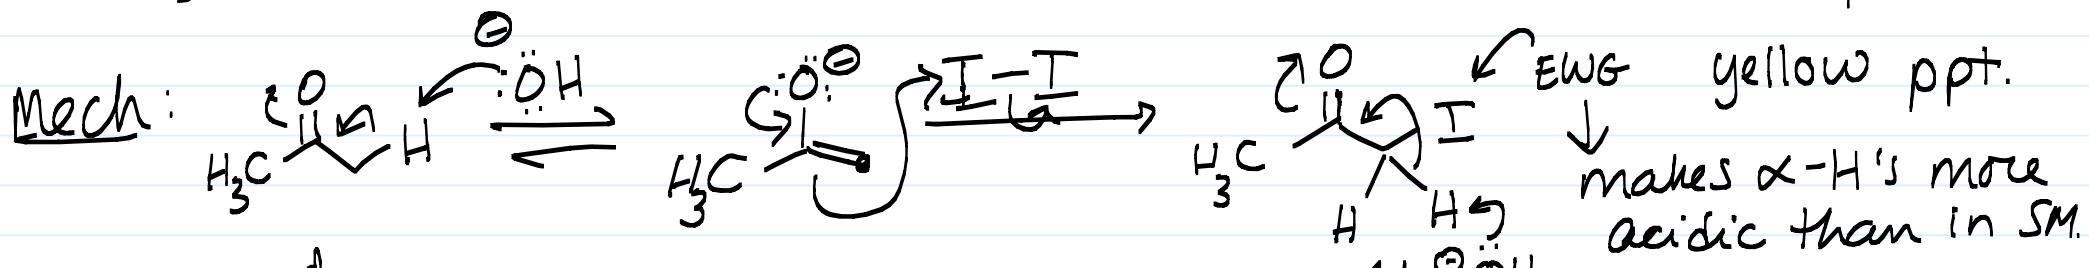 Mech:
O
H₃C
H
⊖
:ÖH
:Ö: ⊖
H₃C
I–I
O
H₃C
I
H
H
EWG
yellow ppt.
makes α-H's more
acidic than in SM.